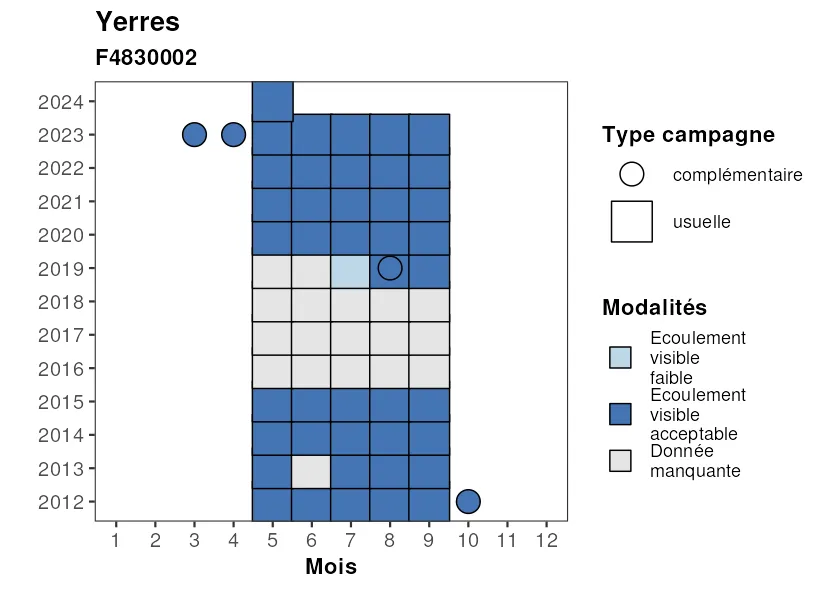 Yerres
F4830002
2024
2023
2022
2021
2020
2019
2018
2017
2016
2015
2014
2013
2012
1 2 3 4 5 6 7 8 9 10 11 12
Mois
Type campagne
complémentaire
usuelle
Modalités
Ecoulement
visible
faible
Ecoulement
visible
acceptable
Donnée
manquante